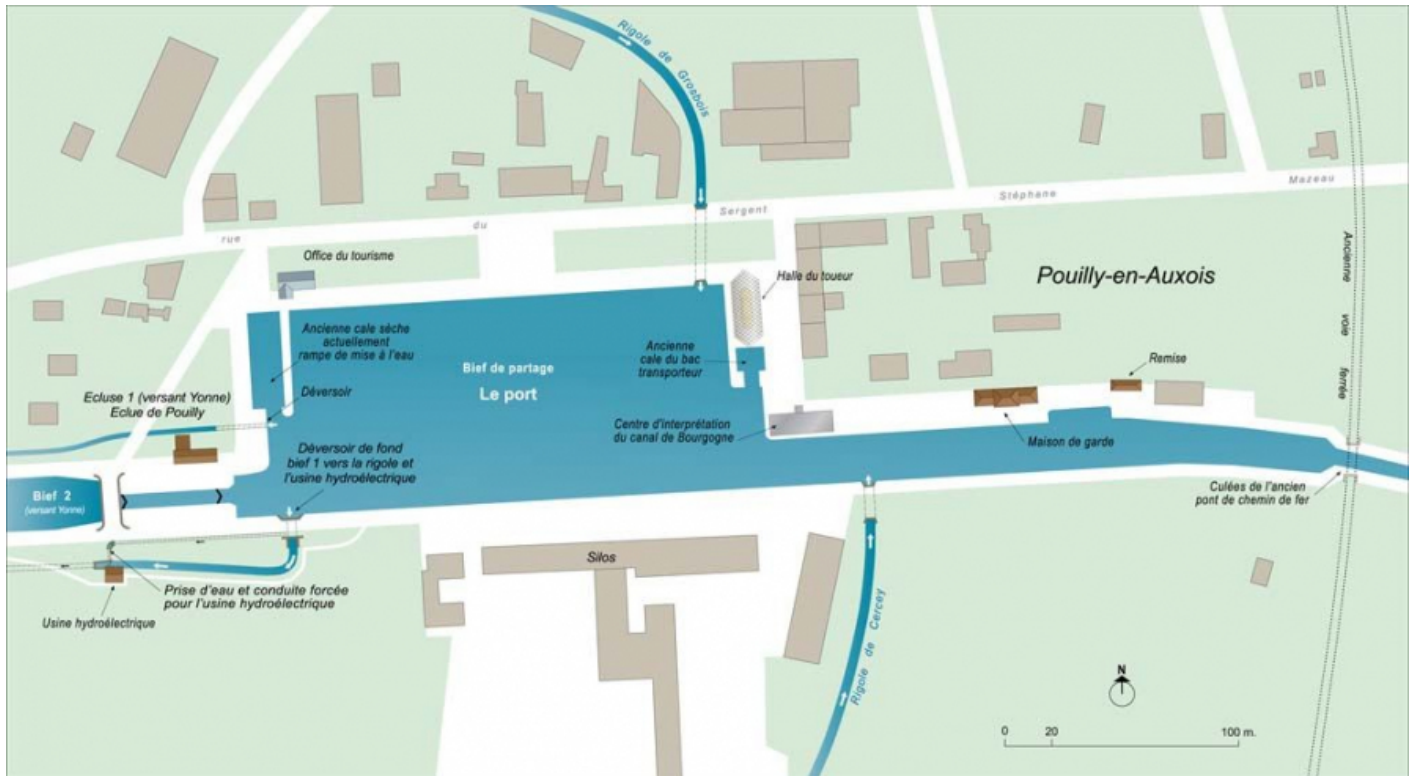 Rigole de Grosbois
rue du Sergent Stéphane Mazeau
Office du tourisme
Halle du toueur
Pouilly-en-Auxois
Ancienne voie ferrée
Ancienne cale sèche
actuellement
rampe de mise à l'eau
Bief de partage
Le port
Ancienne
cale du bac
transporteur
Remise
Ecluse 1 (versant Yonne)
Eclue de Pouilly
Déversoir
Centre d'interprétation
du canal de Bourgogne
Maison de garde
Déversoir de fond
bief 1 vers la rigole et
l'usine hydroélectrique
Bief 2
(versant Yonne)
Culées de l'ancien
pont de chemin de fer
Silos
Prise d'eau et conduite forcée
pour l'usine hydroélectrique
Usine hydroélectrique
Rigole de Cercey
N
0 20 100 m.